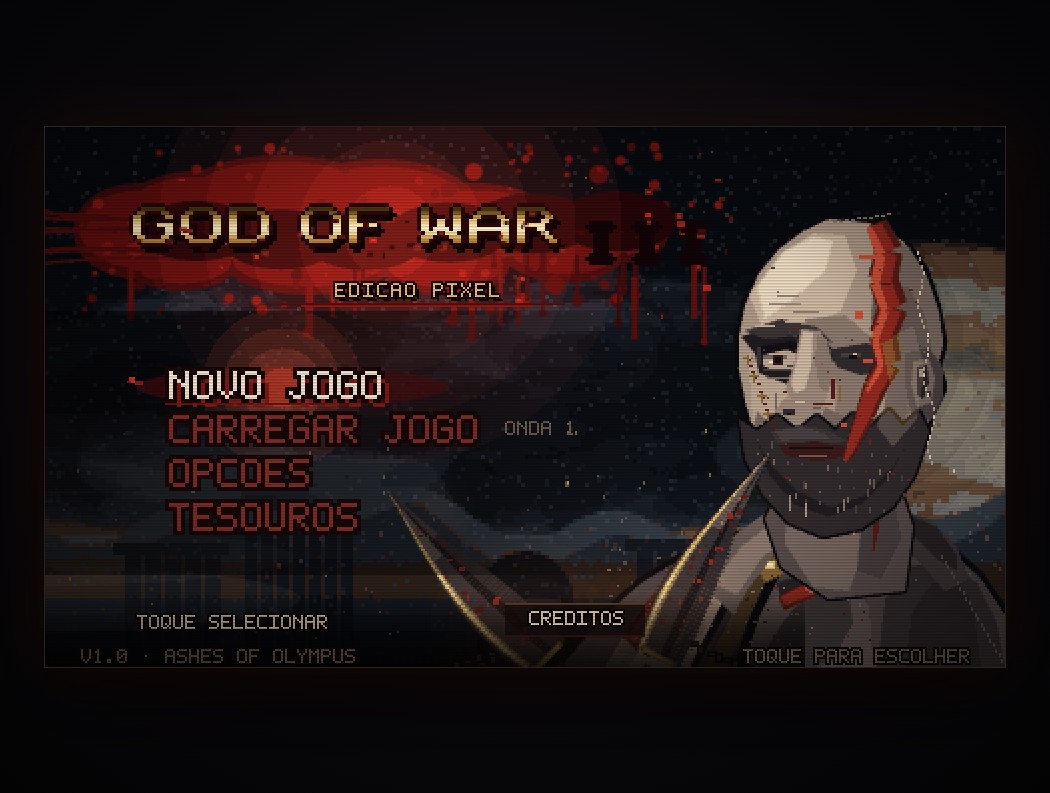 GOD OF WAR III
EDICAO PIXEL
NOVO JOGO
CARREGAR JOGO ONDA 1
OPCOES
TESOUROS
TOQUE SELECIONAR
CREDITOS
V1.0 · ASHES OF OLYMPUS
TOQUE PARA ESCOLHER